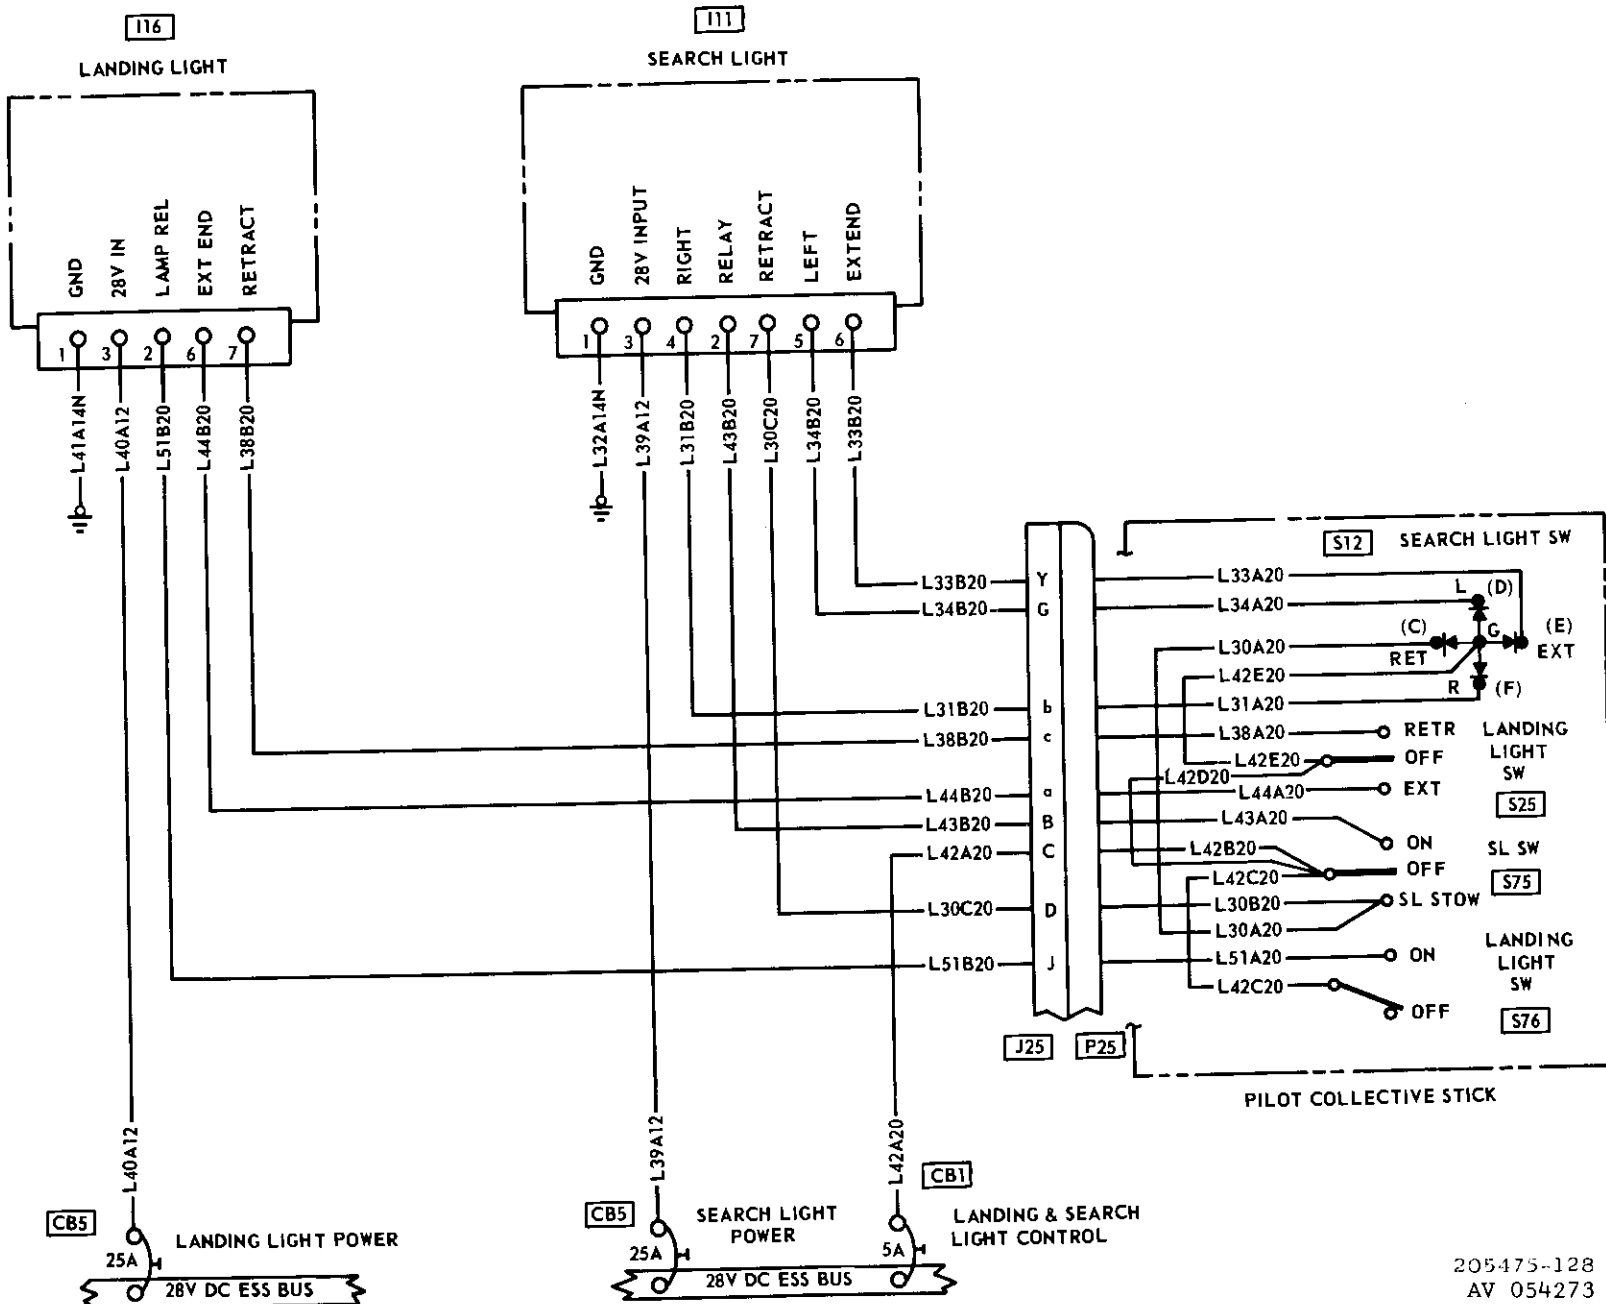 I16
LANDING LIGHT
I11
SEARCH LIGHT
GND
28V IN
LAMP REL
EXT END
RETRACT
1
3
2
6
7
GND
28V INPUT
RIGHT
RELAY
RETRACT
LEFT
EXTEND
1
3
4
2
7
5
6
L41A14N
L40A12
L51B20
L44B20
L38B20
L32A14N
L39A12
L31B20
L43B20
L30C20
L34B20
L33B20
S12
SEARCH LIGHT SW
L33B20
Y
L33A20
L34B20
G
L34A20
L (D)
(C)
G
(E)
L30A20
RET
EXT
L42E20
R (F)
L31B20
b
L31A20
L38B20
c
L38A20
RETR
LANDING
LIGHT
SW
S25
L42E20
OFF
L42D20
L44B20
a
L44A20
EXT
L43B20
B
L43A20
ON
SL SW
S75
L42A20
C
L42B20
OFF
L42C20
L30C20
D
L30B20
SL STOW
L30A20
L51B20
J
L51A20
ON
LANDING
LIGHT
SW
S76
L42C20
OFF
J25
P25
PILOT COLLECTIVE STICK
L40A12
L39A12
L42A20
CB5
25A
LANDING LIGHT POWER
28V DC ESS BUS
CB5
25A
SEARCH LIGHT
POWER
CB1
5A
LANDING & SEARCH
LIGHT CONTROL
28V DC ESS BUS
205475-128
AV 054273